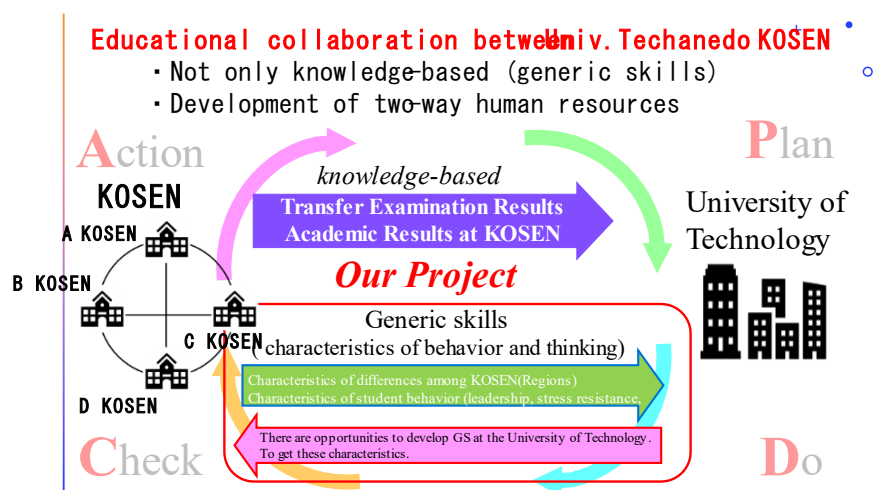 Educational collaboration between Univ. Techanedo KOSEN
・Not only knowledge-based (generic skills)
・Development of two-way human resources
Action
Plan
KOSEN
knowledge-based
Transfer Examination Results
Academic Results at KOSEN
University of
Technology
A KOSEN
B KOSEN
C KOSEN
D KOSEN
Our Project
Generic skills
( characteristics of behavior and thinking)
Characteristics of differences among KOSEN(Regions)
Characteristics of student behavior (leadership, stress resistance,
There are opportunities to develop GS at the University of Technology.
To get these characteristics.
Check
Do